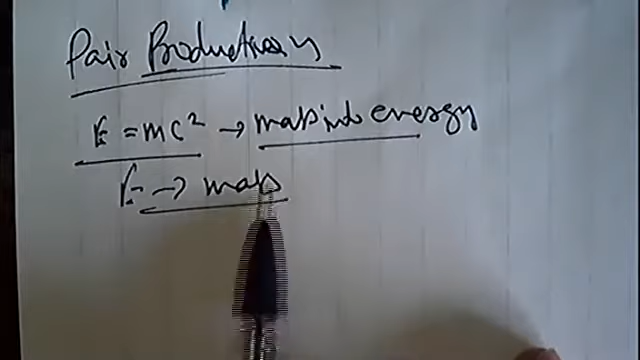 Pair Production
E = mc² → mass into energy
E → mass